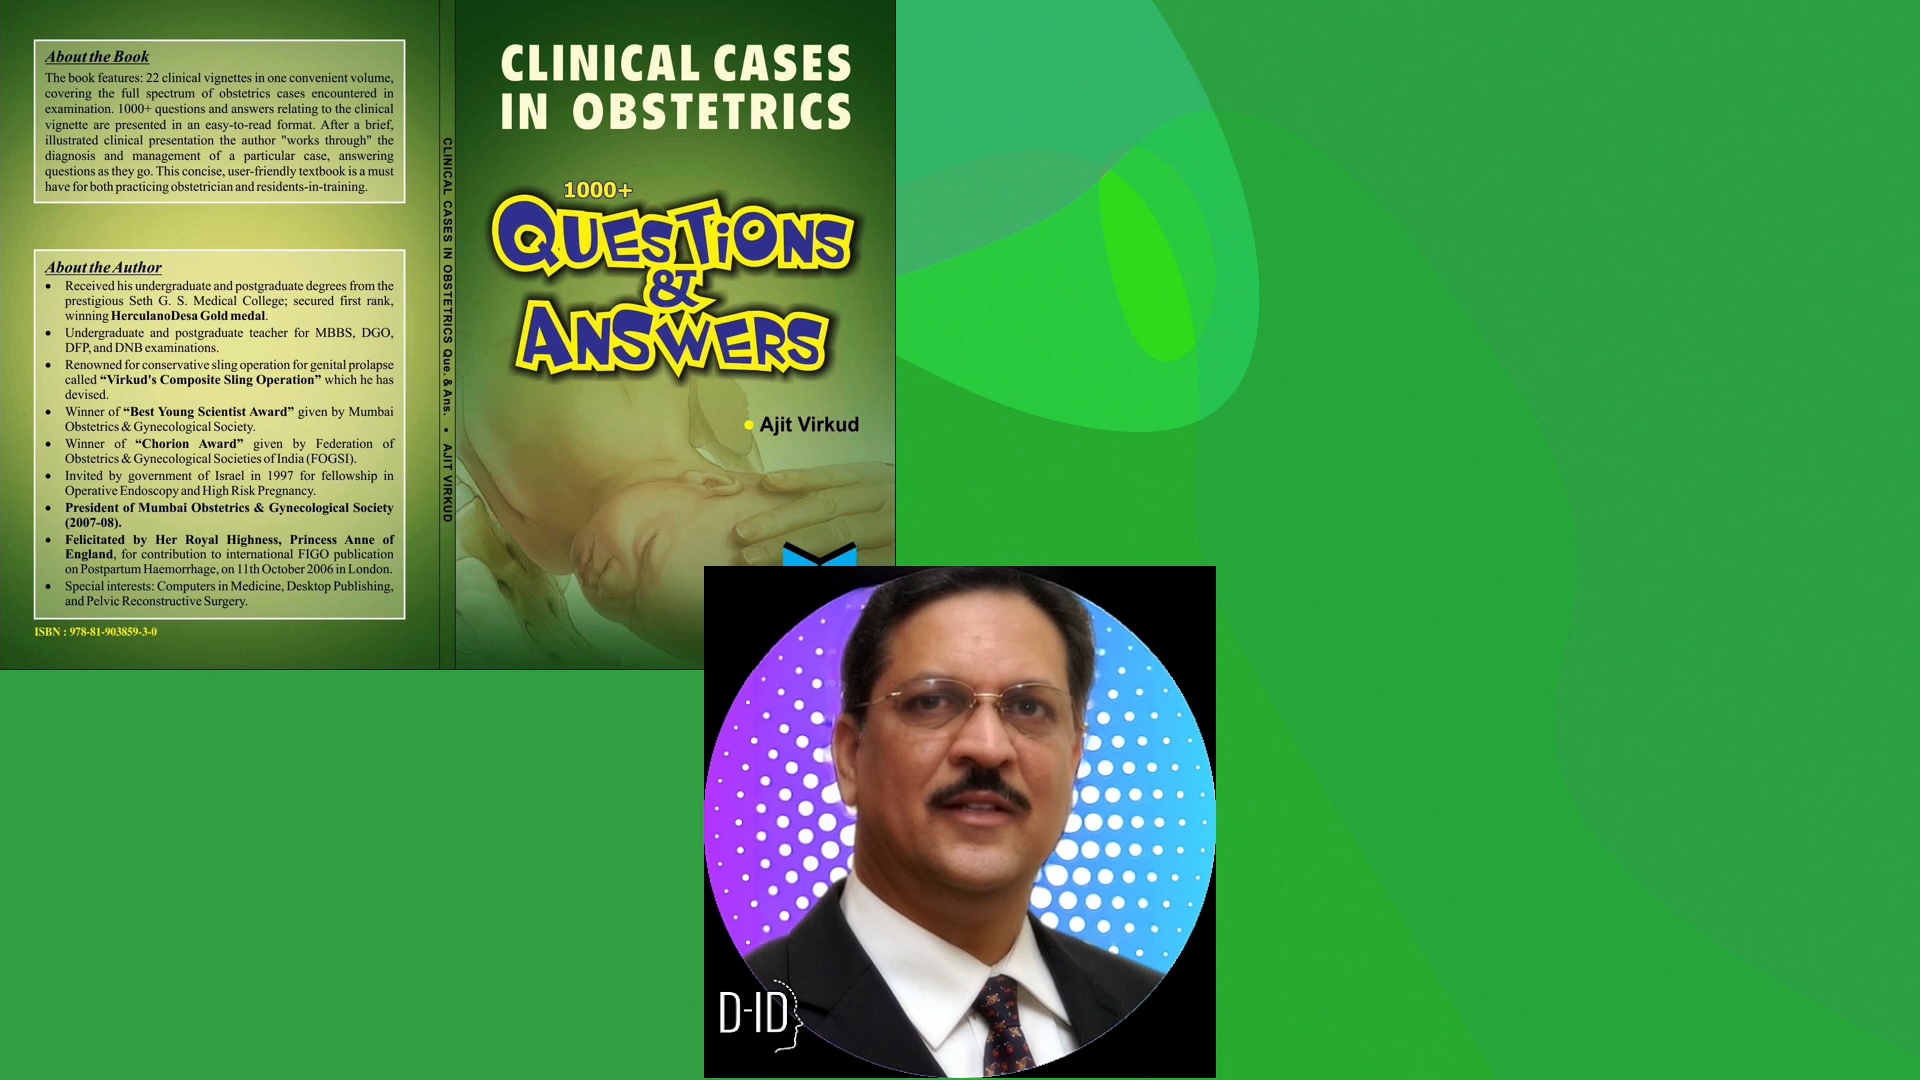 About the Book
The book features: 22 clinical vignettes in one convenient volume,
covering the full spectrum of obstetrics cases encountered in
examination. 1000+ questions and answers relating to the clinical
vignette are presented in an easy-to-read format. After a brief,
illustrated clinical presentation the author "works through" the
diagnosis and management of a particular case, answering
questions as they go. This concise, user-friendly textbook is a must
have for both practicing obstetrician and residents-in-training.
About the Author
• Received his undergraduate and postgraduate degrees from the
prestigious Seth G. S. Medical College; secured first rank,
winning HerculanoDesa Gold medal.
• Undergraduate and postgraduate teacher for MBBS, DGO,
DFP, and DNB examinations.
• Renowned for conservative sling operation for genital prolapse
called “Virkud's Composite Sling Operation” which he has
devised.
• Winner of “Best Young Scientist Award” given by Mumbai
Obstetrics & Gynecological Society.
• Winner of “Chorion Award” given by Federation of
Obstetrics & Gynecological Societies of India (FOGSI).
• Invited by government of Israel in 1997 for fellowship in
Operative Endoscopy and High Risk Pregnancy.
• President of Mumbai Obstetrics & Gynecological Society
(2007-08).
• Felicitated by Her Royal Highness, Princess Anne of
England, for contribution to international FIGO publication
on Postpartum Haemorrhage, on 11th October 2006 in London.
• Special interests: Computers in Medicine, Desktop Publishing,
and Pelvic Reconstructive Surgery.
ISBN : 978-81-903859-3-0
CLINICAL CASES IN OBSTETRICS Que. & Ans. • AJIT VIRKUD
CLINICAL CASES
IN OBSTETRICS
1000+
QUESTIONS
&
ANSWERS
• Ajit Virkud
D-ID